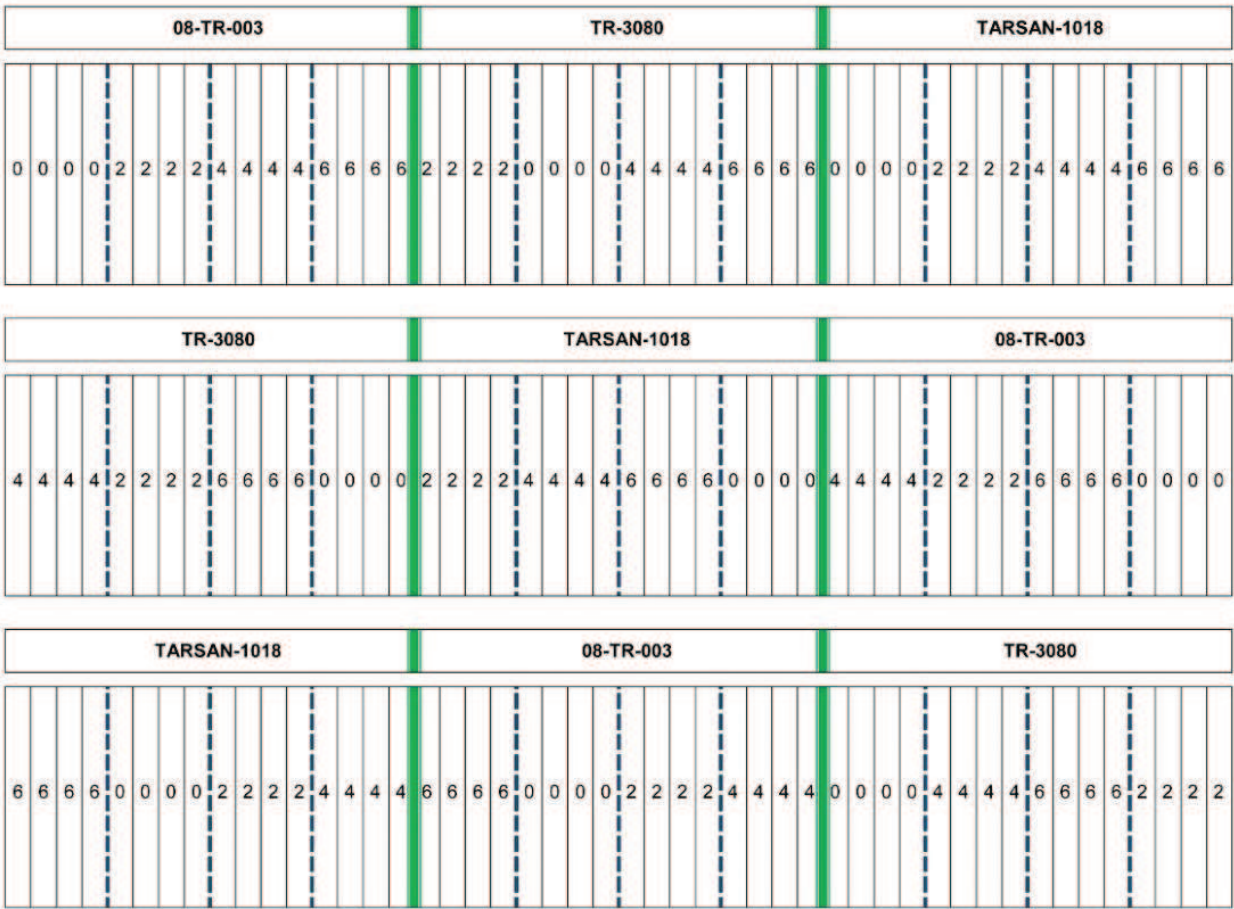 08-TR-003 TR-3080 TARSAN-1018
0 0 0 0 2 2 2 2 4 4 4 4 6 6 6 6 2 2 2 2 0 0 0 0 4 4 4 4 6 6 6 6 0 0 0 0 2 2 2 2 4 4 4 4 6 6 6 6
TR-3080 TARSAN-1018 08-TR-003
4 4 4 4 2 2 2 2 6 6 6 6 0 0 0 0 2 2 2 2 4 4 4 4 6 6 6 6 0 0 0 0 4 4 4 4 2 2 2 2 6 6 6 6 0 0 0 0
TARSAN-1018 08-TR-003 TR-3080
6 6 6 6 0 0 0 0 2 2 2 2 4 4 4 4 6 6 6 6 0 0 0 0 2 2 2 2 4 4 4 4 0 0 0 0 4 4 4 4 6 6 6 6 2 2 2 2